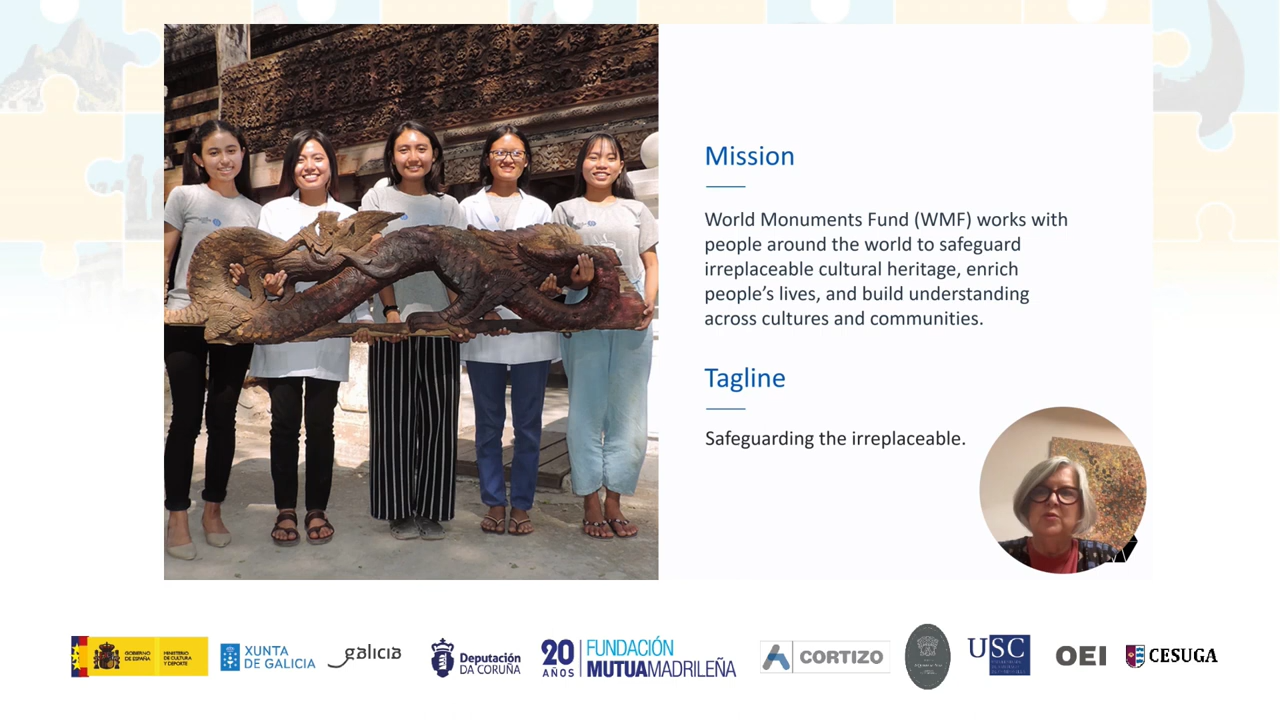 Mission
World Monuments Fund (WMF) works with
people around the world to safeguard
irreplaceable cultural heritage, enrich
people’s lives, and build understanding
across cultures and communities.
Tagline
Safeguarding the irreplaceable.
GOBIERNO
DE ESPAÑA
MINISTERIO
DE CULTURA
Y DEPORTE
XUNTA
DE GALICIA
galicia
Deputación
DA CORUÑA
20
AÑOS
FUNDACIÓN
MUTUAMADRILEÑA
CORTIZO
USC
OEI
CESUGA